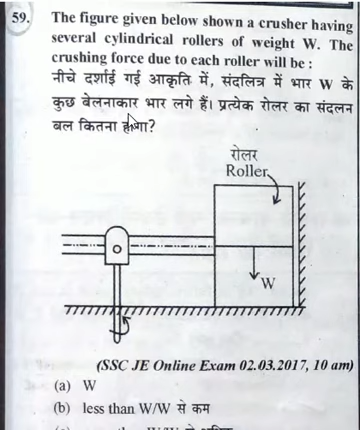 59. The figure given below shown a crusher having
several cylindrical rollers of weight W. The
crushing force due to each roller will be :
नीचे दर्शाई गई आकृति में, संदलित्र में भार W के
कुछ बेलनाकार भार लगे हैं। प्रत्येक रोलर का संदलन
बल कितना होगा?
रोलर
Roller
W
(SSC JE Online Exam 02.03.2017, 10 am)
(a) W
(b) less than W/W से कम